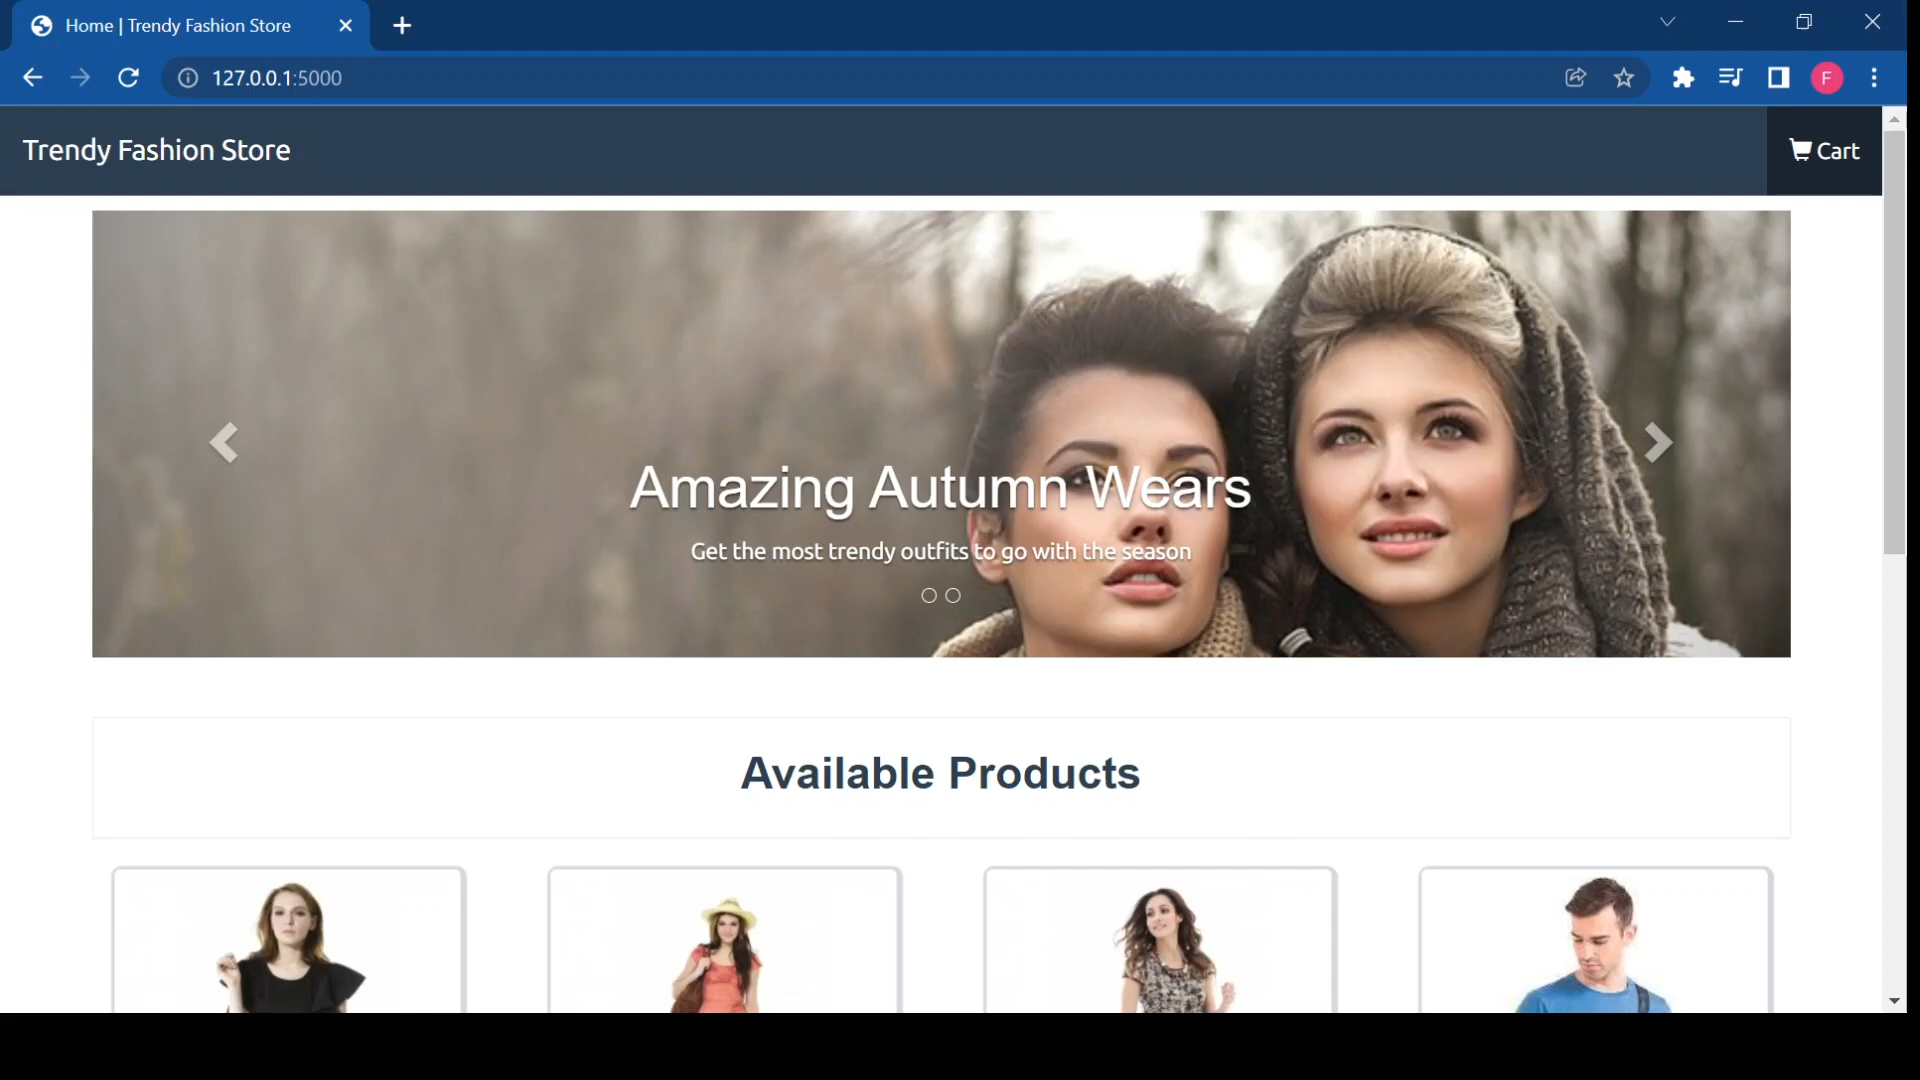 Home | Trendy Fashion Store
127.0.0.1:5000
F
Trendy Fashion Store
Cart
Amazing Autumn Wears
Get the most trendy outfits to go with the season
Available Products